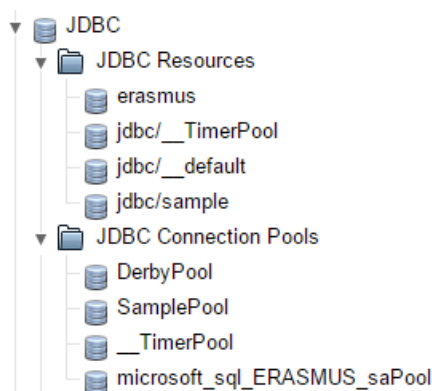 JDBC
JDBC Resources
erasmus
jdbc/__TimerPool
jdbc/__default
jdbc/sample
JDBC Connection Pools
DerbyPool
SamplePool
__TimerPool
microsoft_sql_ERASMUS_saPool